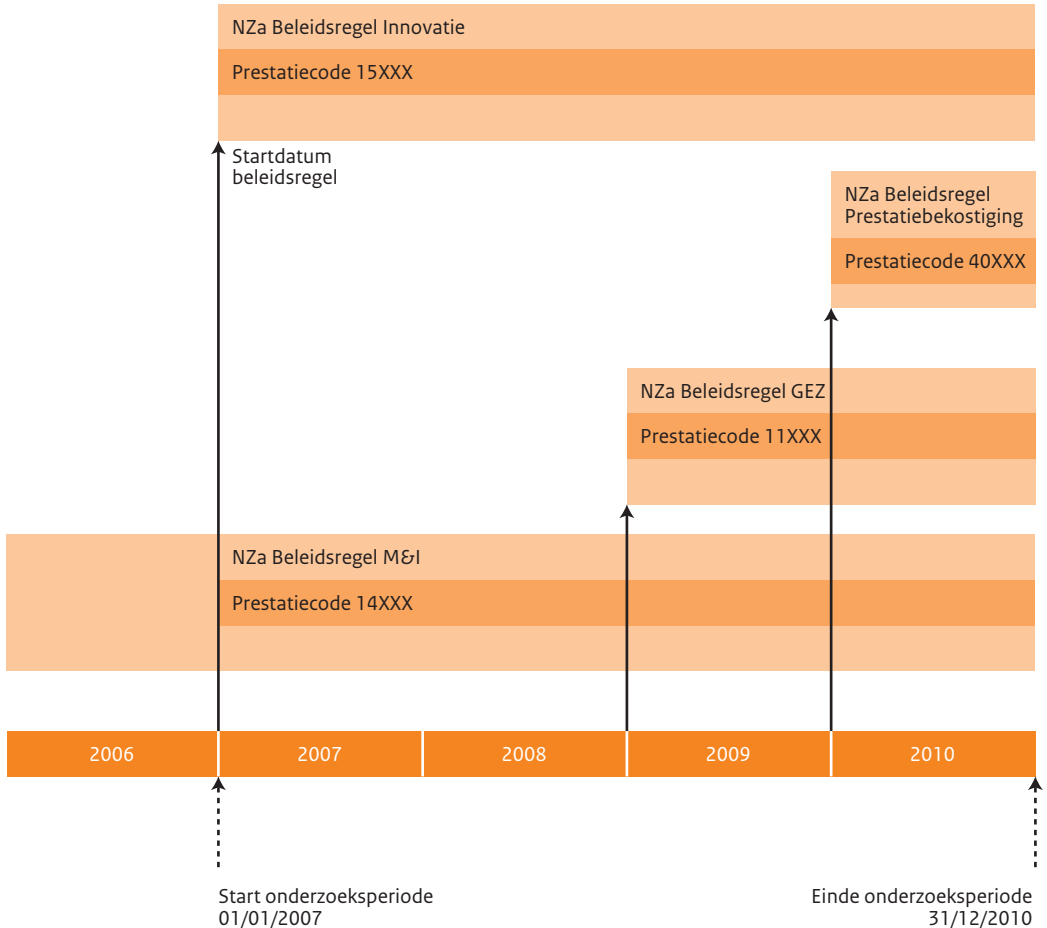 NZa Beleidsregel Innovatie
Prestatiecode 15XXX
Startdatum
beleidsregel
NZa Beleidsregel
Prestatiebekostiging
Prestatiecode 40XXX
NZa Beleidsregel GEZ
Prestatiecode 11XXX
NZa Beleidsregel M&I
Prestatiecode 14XXX
2006 2007 2008 2009 2010
Start onderzoeksperiode
01/01/2007
Einde onderzoeksperiode
31/12/2010